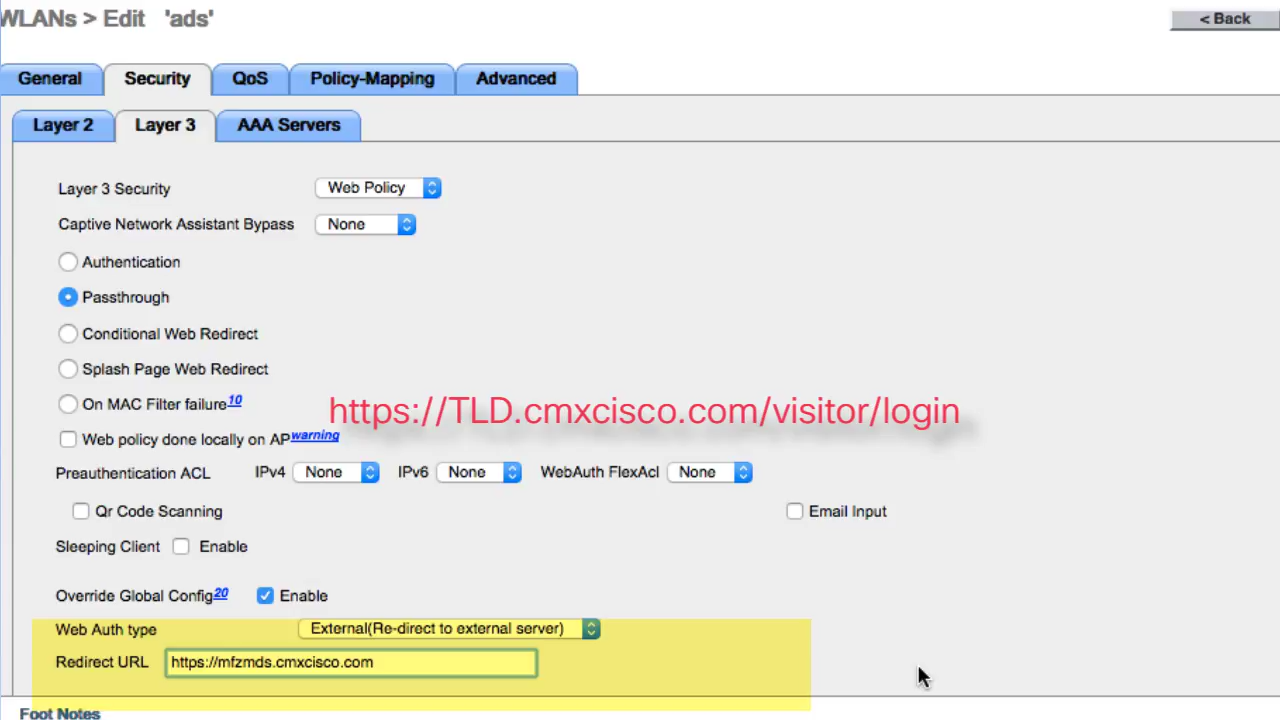 WLANs > Edit 'ads'
< Back
General
Security
QoS
Policy-Mapping
Advanced
Layer 2
Layer 3
AAA Servers
Layer 3 Security
Web Policy
Captive Network Assistant Bypass
None
Authentication
Passthrough
Conditional Web Redirect
Splash Page Web Redirect
On MAC Filter failure10
https://TLD.cmxcisco.com/visitor/login
Web policy done locally on APwarning
Preauthentication ACL IPv4 None IPv6 None WebAuth FlexAcl None
Qr Code Scanning
Email Input
Sleeping Client Enable
Override Global Config20 Enable
Web Auth type External(Re-direct to external server)
Redirect URL https://mfzmds.cmxcisco.com
Foot Notes